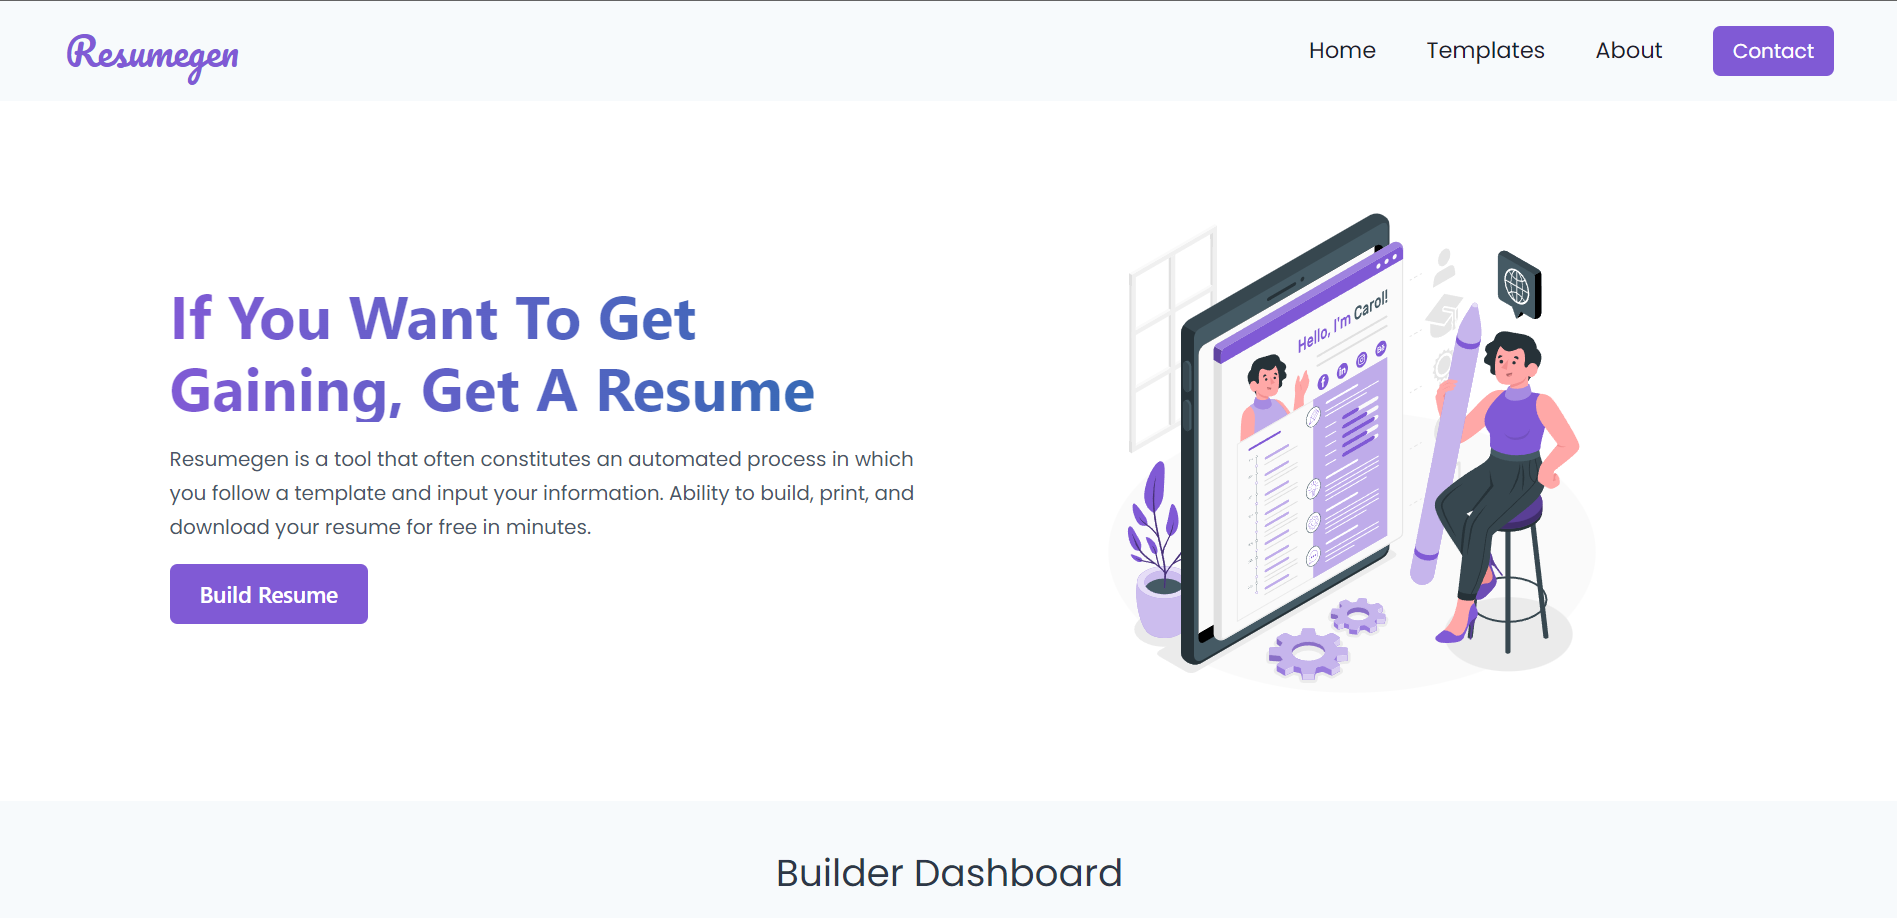 Resumegen
Home
Templates
About
Contact
If You Want To Get
Gaining, Get A Resume
Resumegen is a tool that often constitutes an automated process in which
you follow a template and input your information. Ability to build, print, and
download your resume for free in minutes.
Build Resume
Hello, I'm Carol!
f
in
Bē
Builder Dashboard